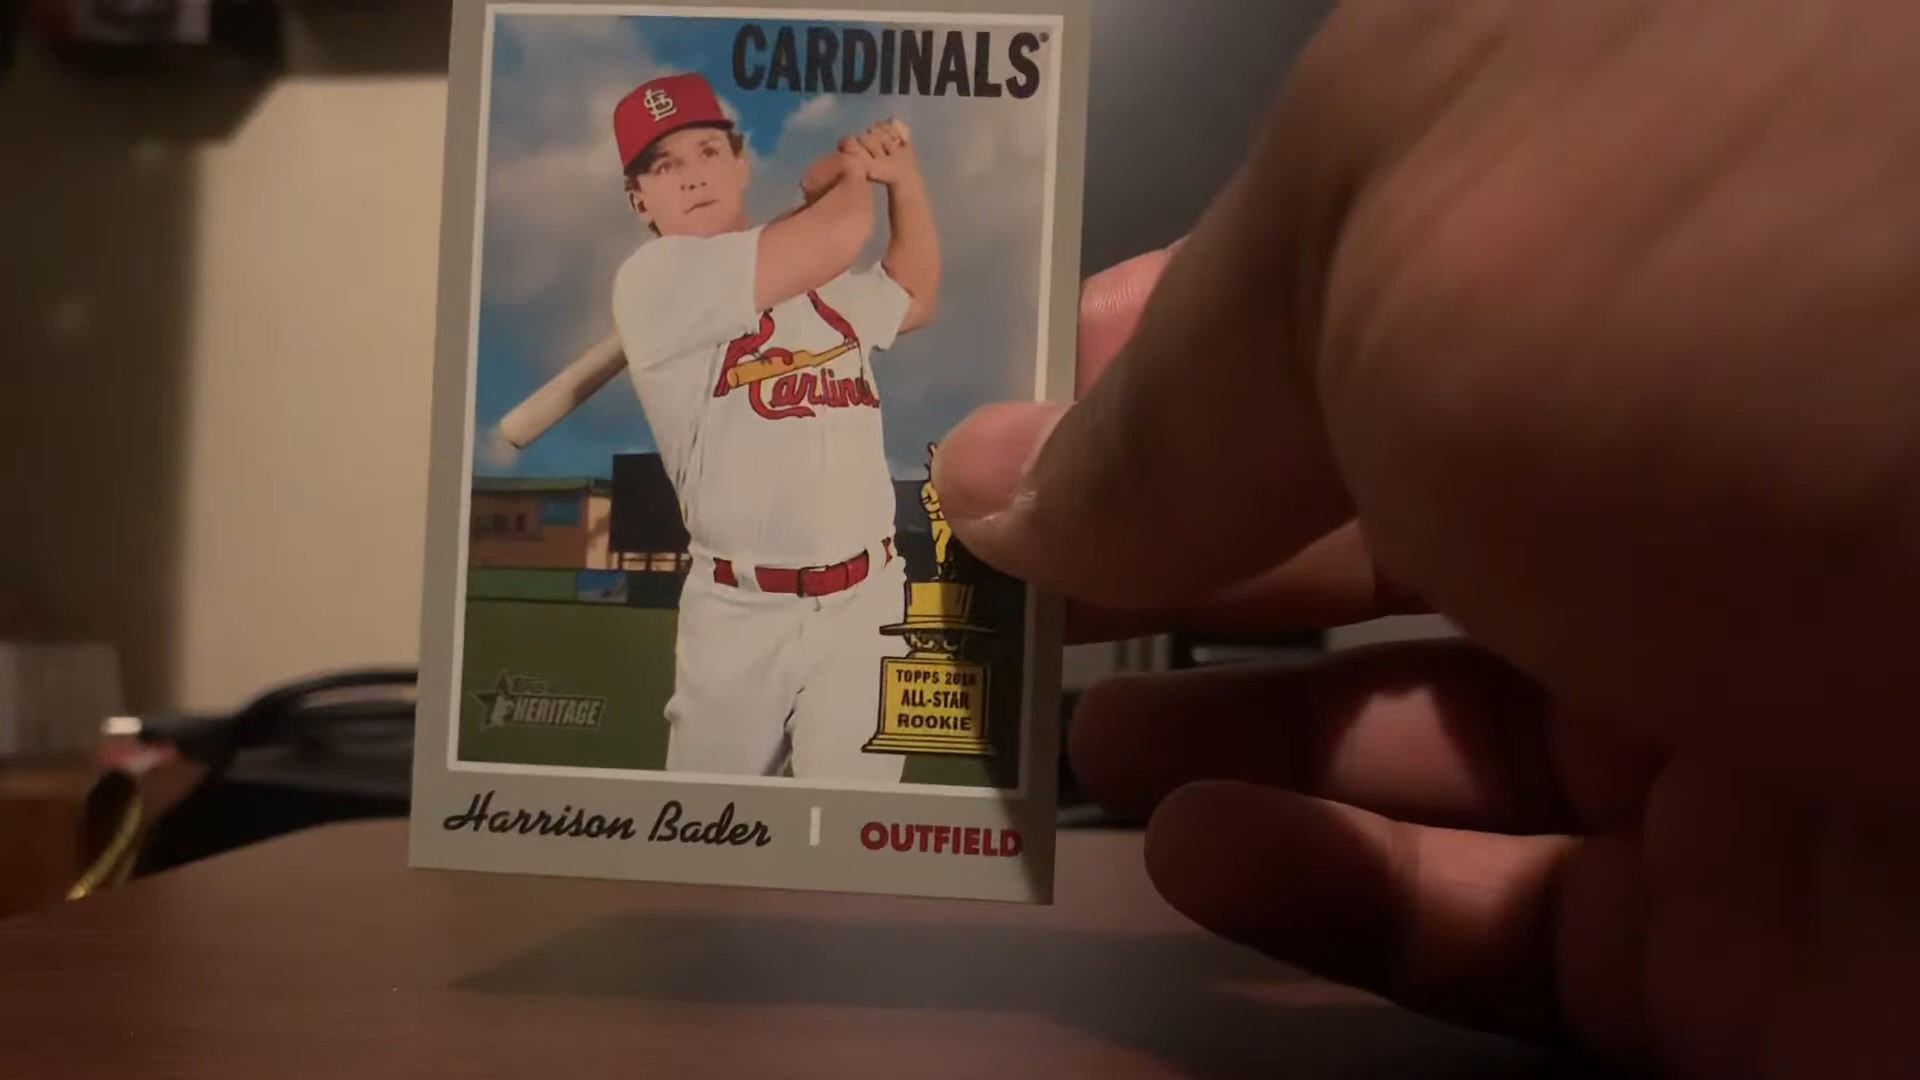 CARDINALS
Cardinals
TOPPS 2018
ALL-STAR
ROOKIE
HERITAGE
Harrison Bader | OUTFIELD